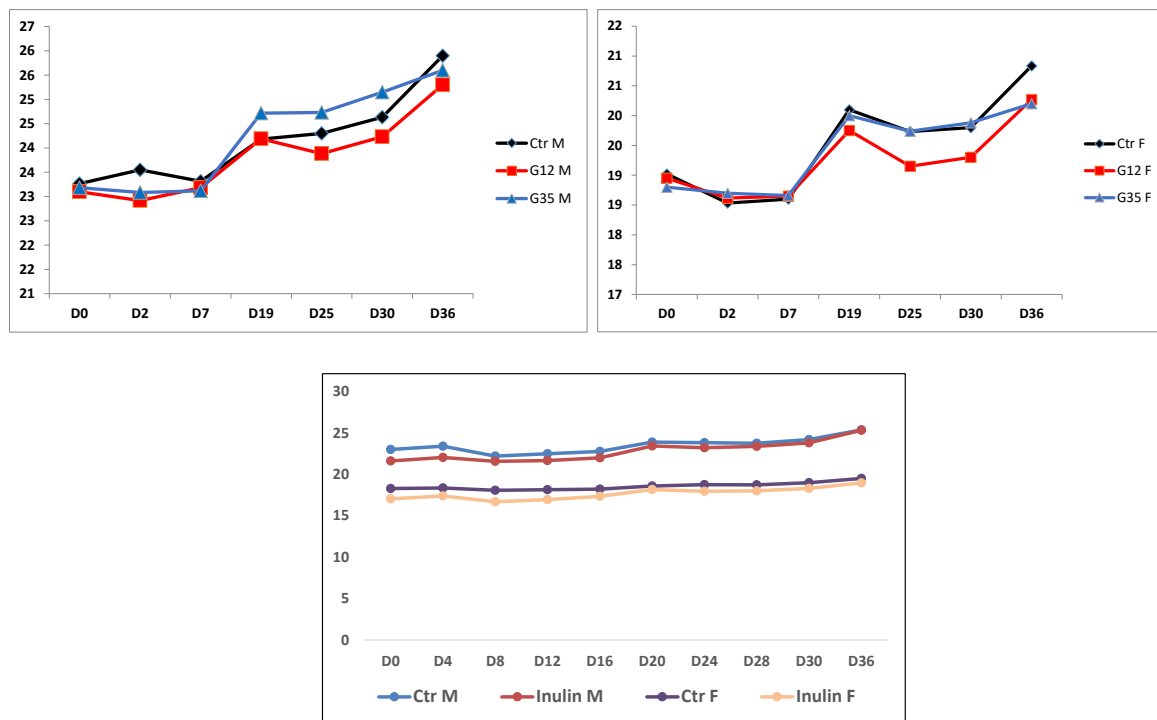 27
26
26
25
25
24
24
23
23
22
22
21
D0 D2 D7 D19 D25 D30 D36
Ctr M
G12 M
G35 M
22
21
21
20
20
19
19
18
18
17
D0 D2 D7 D19 D25 D30 D36
Ctr F
G12 F
G35 F
30
25
20
15
10
5
0
D0 D4 D8 D12 D16 D20 D24 D28 D30 D36
Ctr M Inulin M Ctr F Inulin F